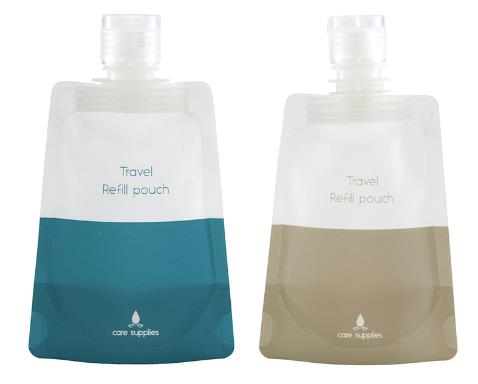 Travel
Refill pouch
care supplies
Travel
Refill pouch
care supplies